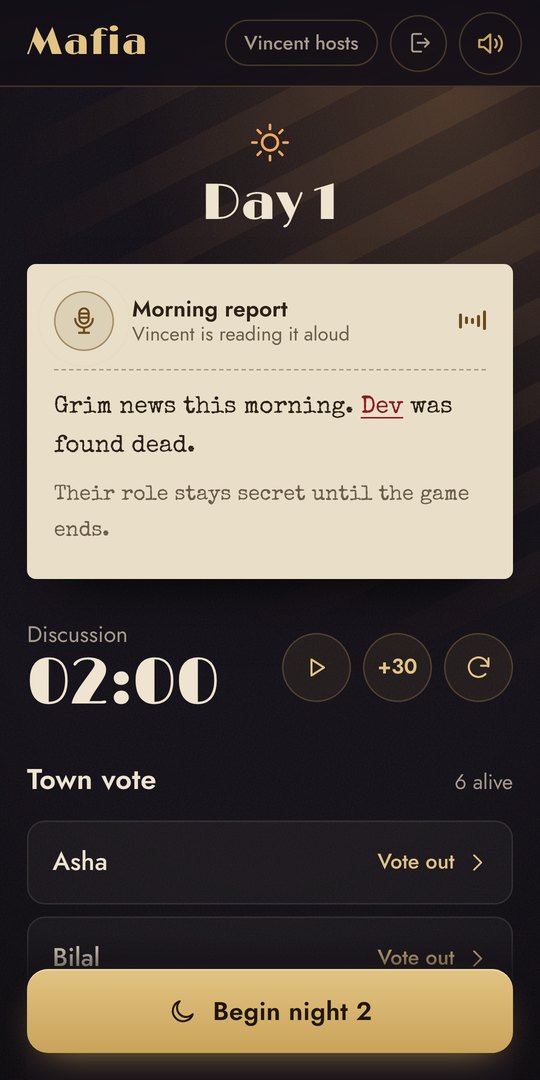 Mafia
Vincent hosts
Day 1
Morning report
Vincent is reading it aloud
Grim news this morning. Dev was
found dead.
Their role stays secret until the game
ends.
Discussion
02:00
+30
Town vote
6 alive
Asha
Vote out
Bilal
Vote out
Begin night 2